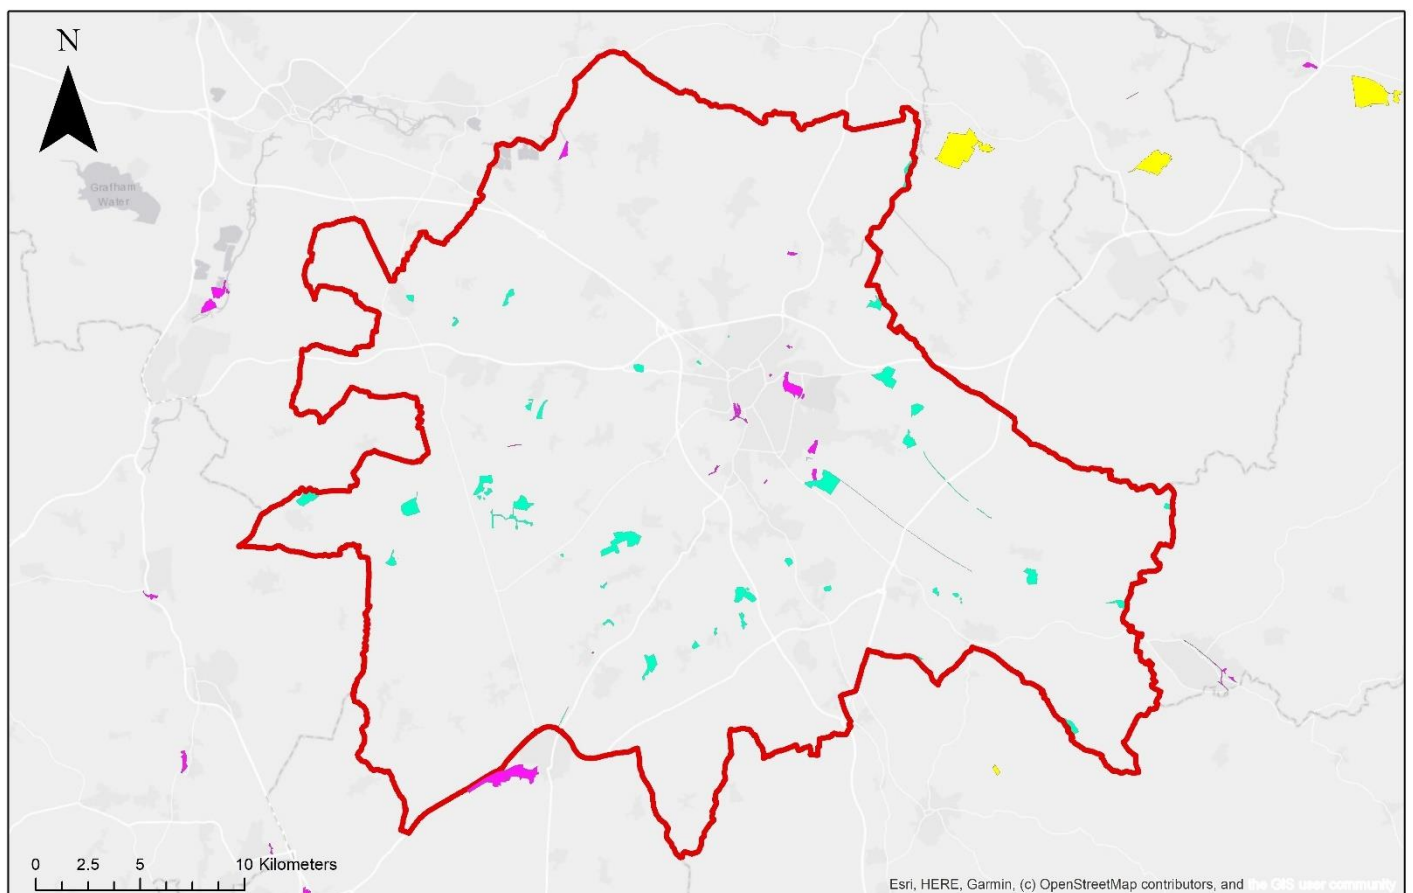 N
Grafham
Water
0 2.5 5 10 Kilometers
Esri, HERE, Garmin, (c) OpenStreetMap contributors, and the GIS user community